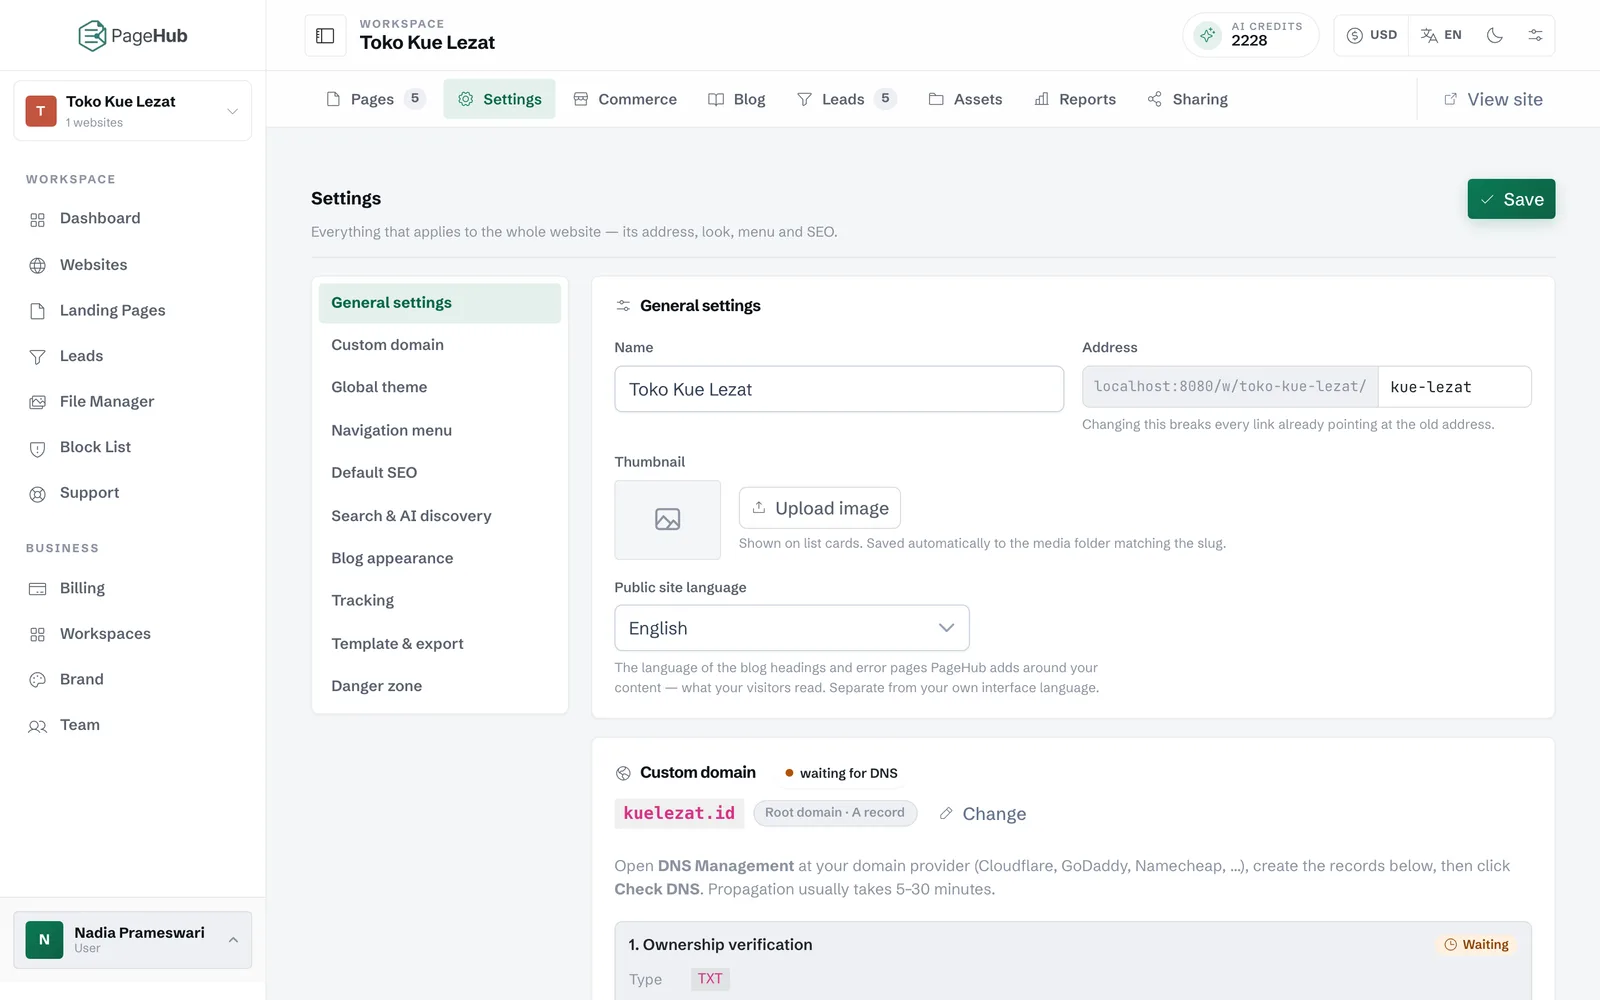 PageHub
WORKSPACE
Toko Kue Lezat
AI CREDITS
2228
USD
EN
T
Toko Kue Lezat
1 websites
Pages 5
Settings
Commerce
Blog
Leads 5
Assets
Reports
Sharing
View site
WORKSPACE
Dashboard
Websites
Landing Pages
Leads
File Manager
Block List
Support
BUSINESS
Billing
Workspaces
Brand
Team
N
Nadia Prameswari
User
Settings
Everything that applies to the whole website — its address, look, menu and SEO.
Save
General settings
Custom domain
Global theme
Navigation menu
Default SEO
Search & AI discovery
Blog appearance
Tracking
Template & export
Danger zone
General settings
Name
Toko Kue Lezat
Address
localhost:8080/w/toko-kue-lezat/ kue-lezat
Changing this breaks every link already pointing at the old address.
Thumbnail
Upload image
Shown on list cards. Saved automatically to the media folder matching the slug.
Public site language
English
The language of the blog headings and error pages PageHub adds around your
content — what your visitors read. Separate from your own interface language.
Custom domain
waiting for DNS
kuelezat.id
Root domain · A record
Change
Open DNS Management at your domain provider (Cloudflare, GoDaddy, Namecheap, ...), create the records below, then click
Check DNS. Propagation usually takes 5–30 minutes.
1. Ownership verification
Waiting
Type TXT